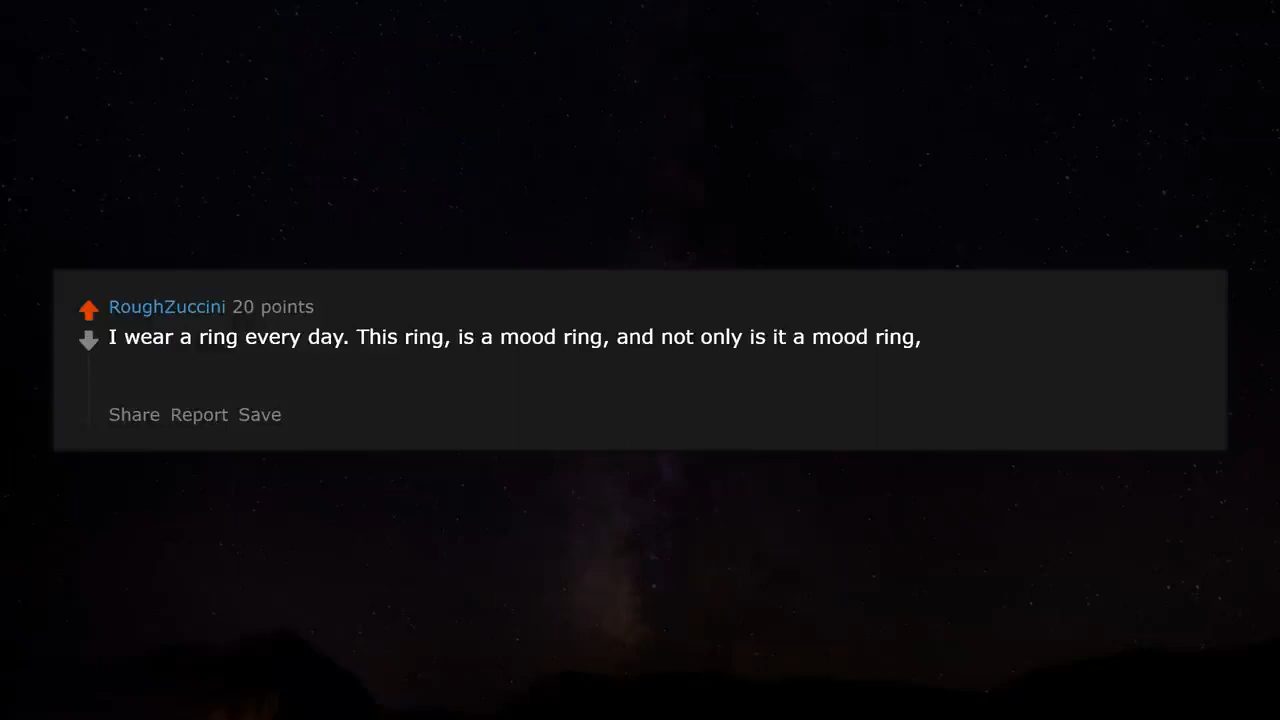 RoughZuccini 20 points
I wear a ring every day. This ring, is a mood ring, and not only is it a mood ring,
Share Report Save